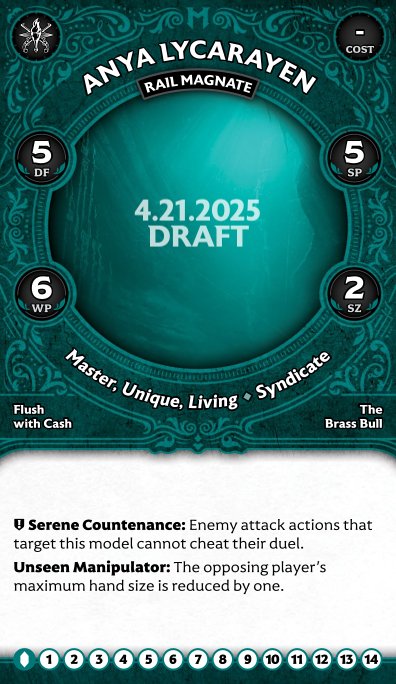 -
COST
ANYA LYCARAYEN
RAIL MAGNATE
5
DF
5
SP
4.21.2025
DRAFT
6
WP
2
SZ
Master, Unique, Living ◆ Syndicate
Flush
with Cash
The
Brass Bull
Serene Countenance: Enemy attack actions that
target this model cannot cheat their duel.
Unseen Manipulator: The opposing player’s
maximum hand size is reduced by one.
1 2 3 4 5 6 7 8 9 10 11 12 13 14